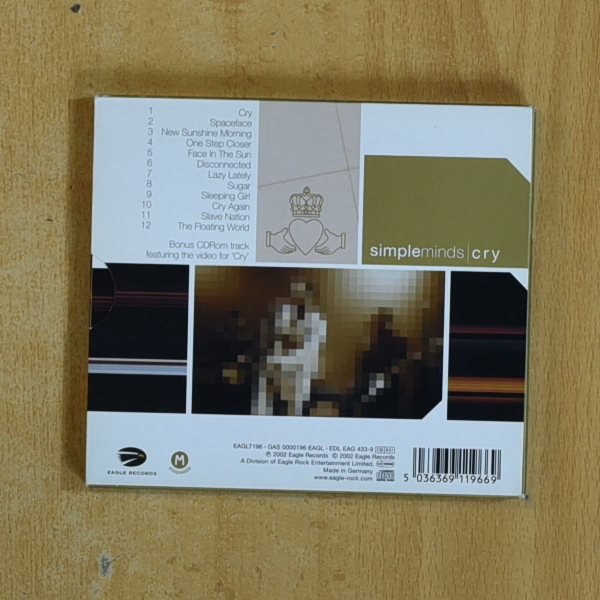 1 Cry
2 Spaceface
3 New Sunshine Morning
4 One Step Closer
5 Face In The Sun
6 Disconnected
7 Lazy Lately
8 Sugar
9 Sleeping Girl
10 Cry Again
11 Slave Nation
12 The Floating World
Bonus CDRom track
featuring the video for 'Cry'
simpleminds|cry
EAGLE RECORDS
M
EAGLT196 - GAS 0000196 EAGL - EDL EAG 433-9
℗ 2002 Eagle Records © 2002 Eagle Records
A Division of Eagle Rock Entertainment Limited.
Made in Germany
www.eagle-rock.com
5 036369 119669